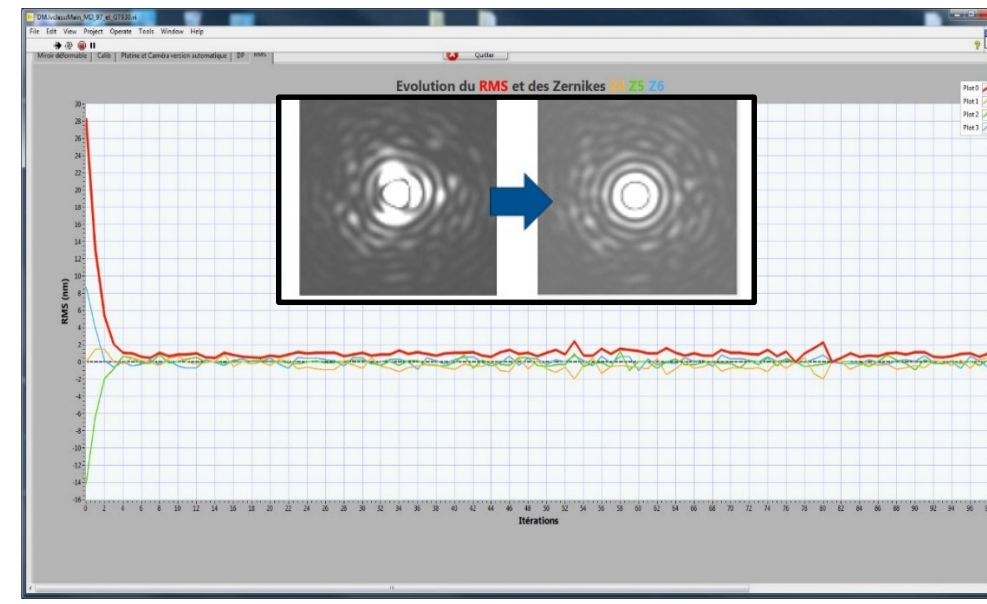 DM.lvclass:Main_MD_97_et_GT930.vi
File Edit View Project Operate Tools Window Help
Miroir déformable Calib Platine et Caméra version automatique DP RMS
Quitter
Evolution du RMS et des Zernikes Z4 Z5 Z6
Plot 0
Plot 1
Plot 2
Plot 3
RMS (nm)
30
28
26
24
22
20
18
16
14
12
10
8
6
4
2
0
-2
-4
-6
-8
-10
-12
-14
-16
0 2 4 6 8 10 12 14 16 18 20 22 24 26 28 30 32 34 36 38 40 42 44 46 48 50 52 54 56 58 60 62 64 66 68 70 72 74 76 78 80 82 84 86 88 90 92 94 96
Itérations